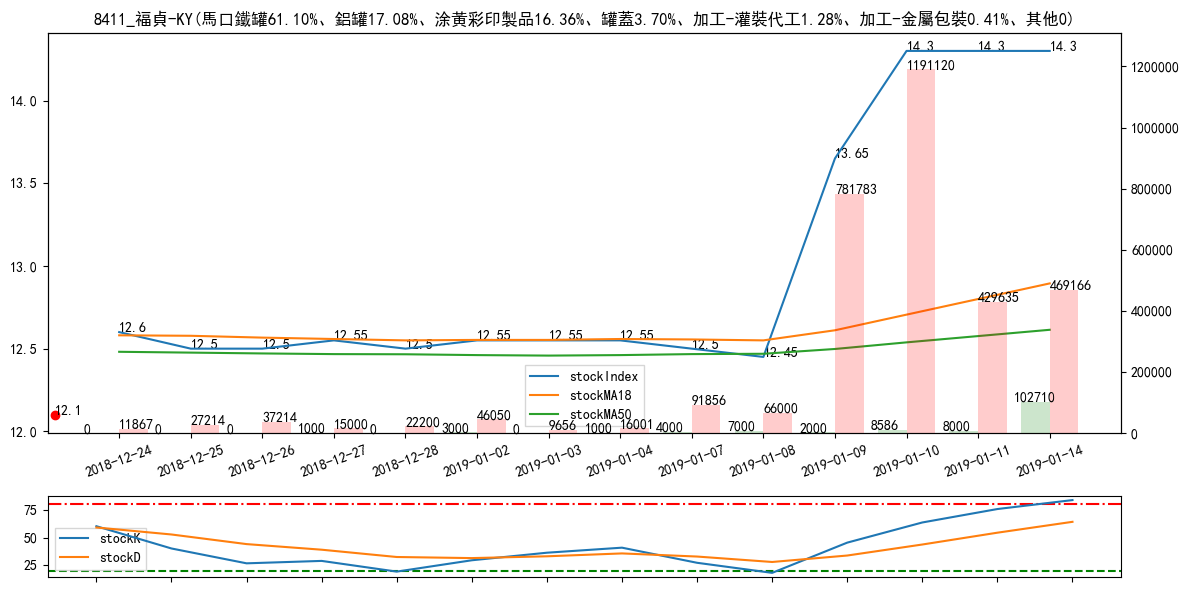 8411_福貞-KY(馬口鐵罐61.10%、鋁罐17.08%、涂黃彩印製品16.36%、罐蓋3.70%、加工-灌裝代工1.28%、加工-金屬包裝0.41%、其他0)
14.3 14.3 14.3
1191120
1200000
14.0
1000000
13.65
13.5
781783
800000
600000
13.0
469166
429635
400000
12.6 12.5 12.5 12.55 12.5 12.55 12.55 12.55 12.5 12.45
12.5
stockIndex
stockMA18
stockMA50
200000
12.1
102710
0 11867 0 27214 0 37214 1000 15000 0 22200 3000 46050 0 9656 1000 16001 4000 91856 7000 66000 2000 8586 8000
12.0
0
2018-12-24 2018-12-25 2018-12-26 2018-12-27 2018-12-28 2019-01-02 2019-01-03 2019-01-04 2019-01-07 2019-01-08 2019-01-09 2019-01-10 2019-01-11 2019-01-14
75
50
25
stockK
stockD